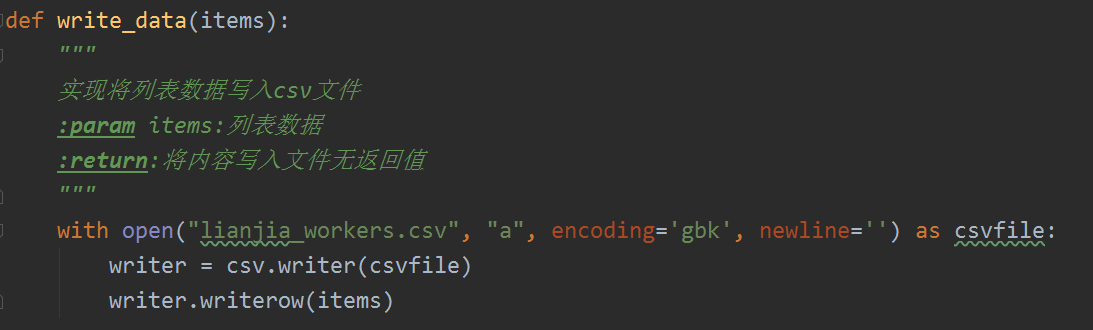 def write_data(items):
    """
    实现将列表数据写入csv文件
    :param items:列表数据
    :return:将内容写入文件无返回值
    """
    with open("lianjia_workers.csv", "a", encoding='gbk', newline='') as csvfile:
        writer = csv.writer(csvfile)
        writer.writerow(items)